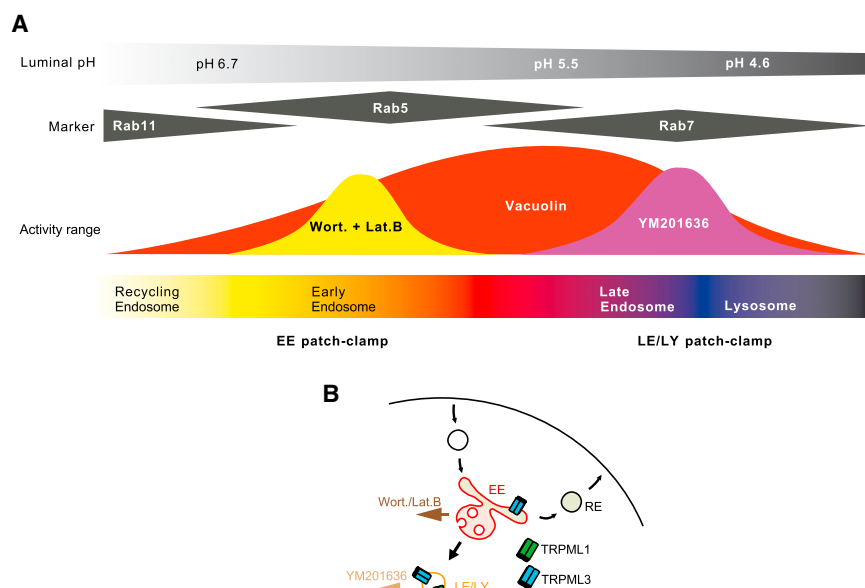 A
Luminal pH
pH 6.7
pH 5.5
pH 4.6
Marker
Rab11
Rab5
Rab7
Activity range
Wort. + Lat.B
Vacuolin
YM201636
Recycling
Endosome
Early
Endosome
Late
Endosome
Lysosome
EE patch-clamp
LE/LY patch-clamp
B
Wort./Lat.B
EE
RE
TRPML1
TRPML3
YM201636
LE/LY